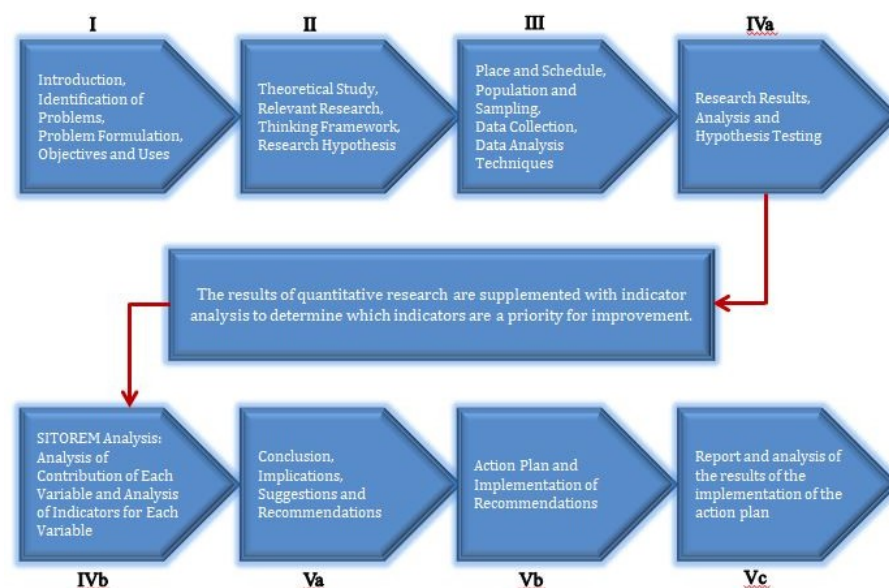 I
II
III
IVa
Introduction,
Identification of
Problems,
Problem Formulation,
Objectives and Uses
Theoretical Study,
Relevant Research,
Thinking Framework,
Research Hypothesis
Place and Schedule,
Population and
Sampling,
Data Collection,
Data Analysis
Techniques
Research Results,
Analysis and
Hypothesis Testing
The results of quantitative research are supplemented with indicator
analysis to determine which indicators are a priority for improvement.
SITOREM Analysis:
Analysis of
Contribution of Each
Variable and Analysis
of Indicators for Each
Variable
Conclusion,
Implications,
Suggestions and
Recommendations
Action Plan and
Implementation of
Recommendations
Report and analysis of
the results of the
implementation of the
action plan
IVb
Va
Vb
Vc